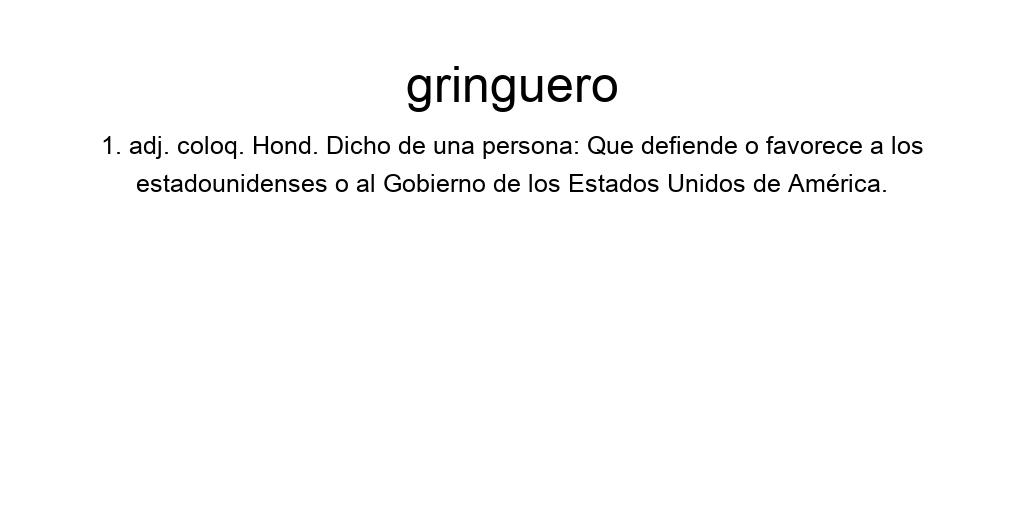 gringuero
1. adj. coloq. Hond. Dicho de una persona: Que defiende o favorece a los
estadounidenses o al Gobierno de los Estados Unidos de América.